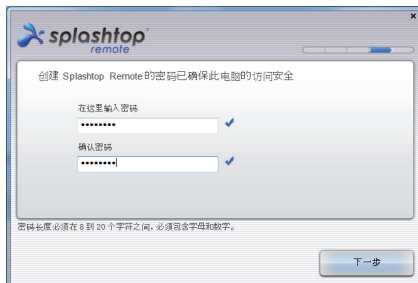 splashtop
remote
创建 Splashtop Remote 的密码已确保此电脑的访问安全
在这里输入密码
••••••••
确认密码
••••••••
密码长度必须在 8 到 20 个字符之间，必须包含字母和数字。
下一步